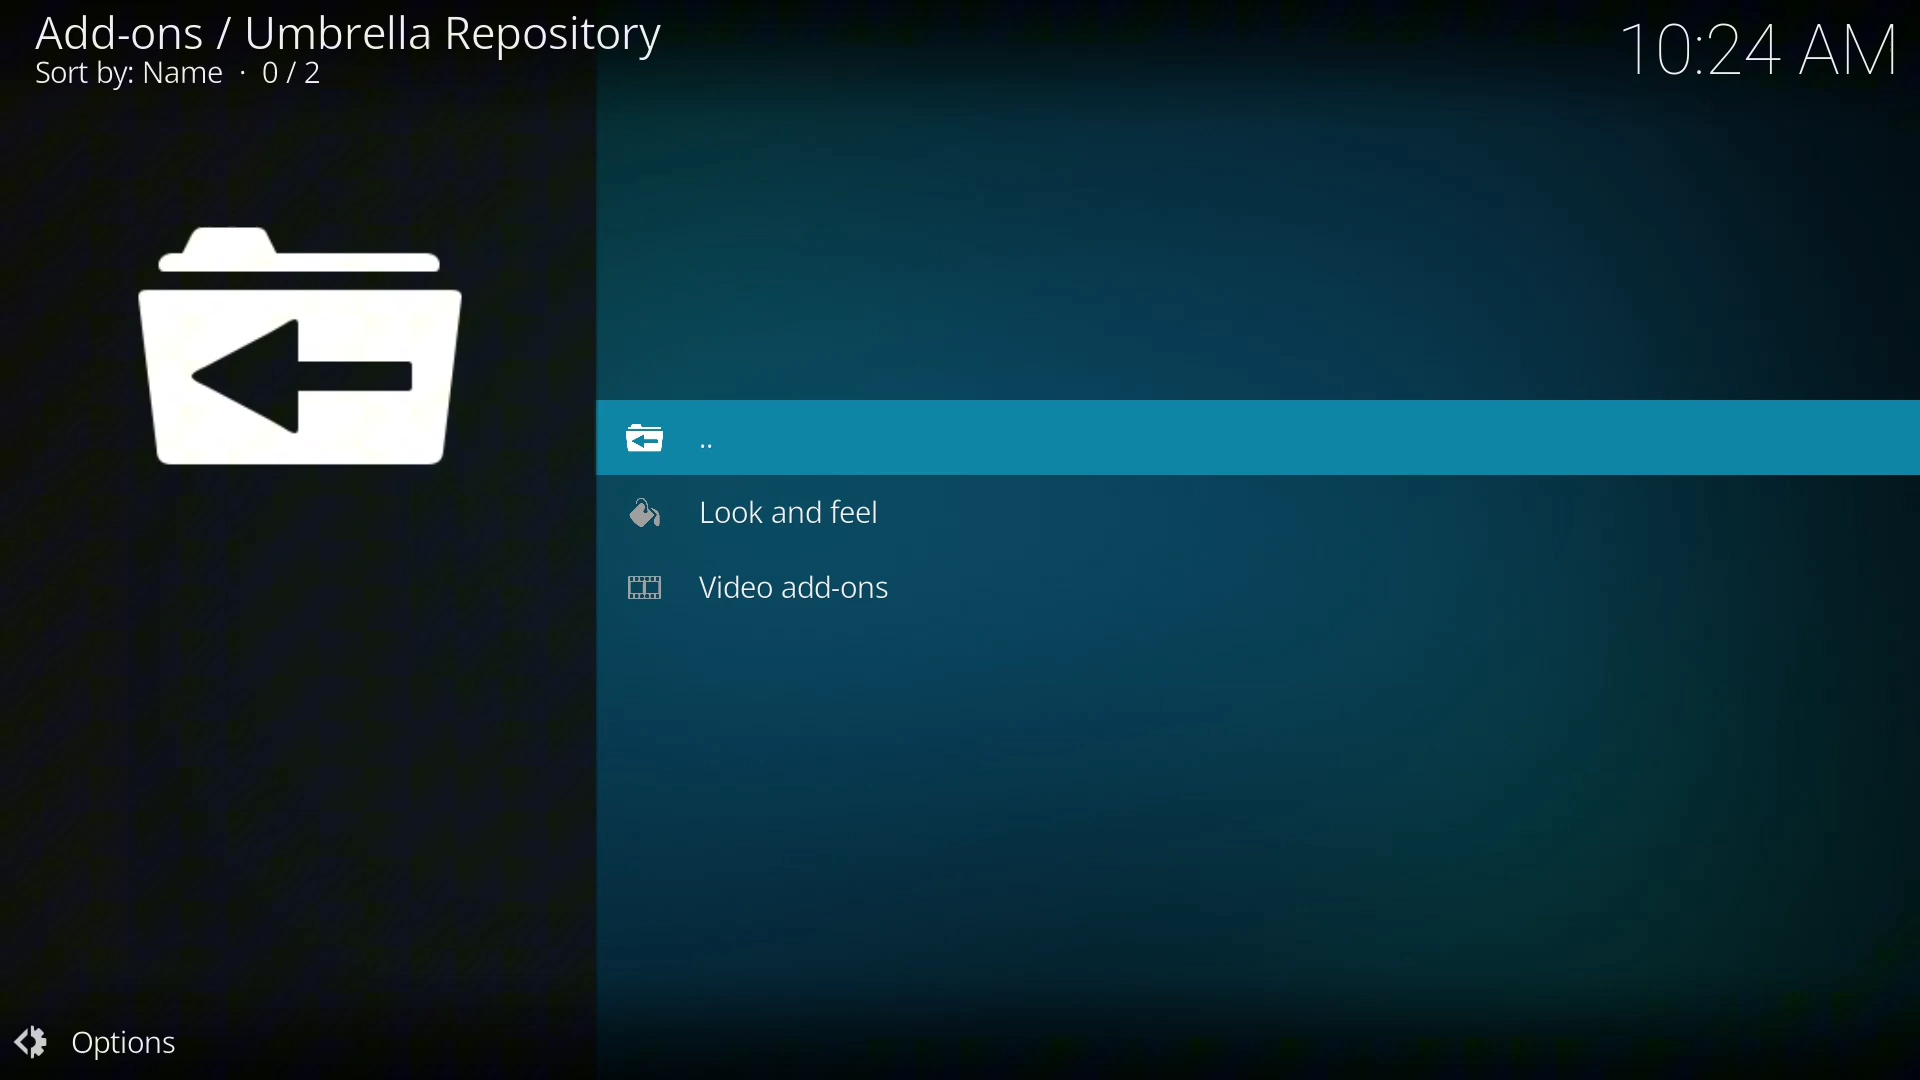 Add-ons / Umbrella Repository
Sort by: Name · 0 / 2
10:24 AM
..
Look and feel
Video add-ons
Options